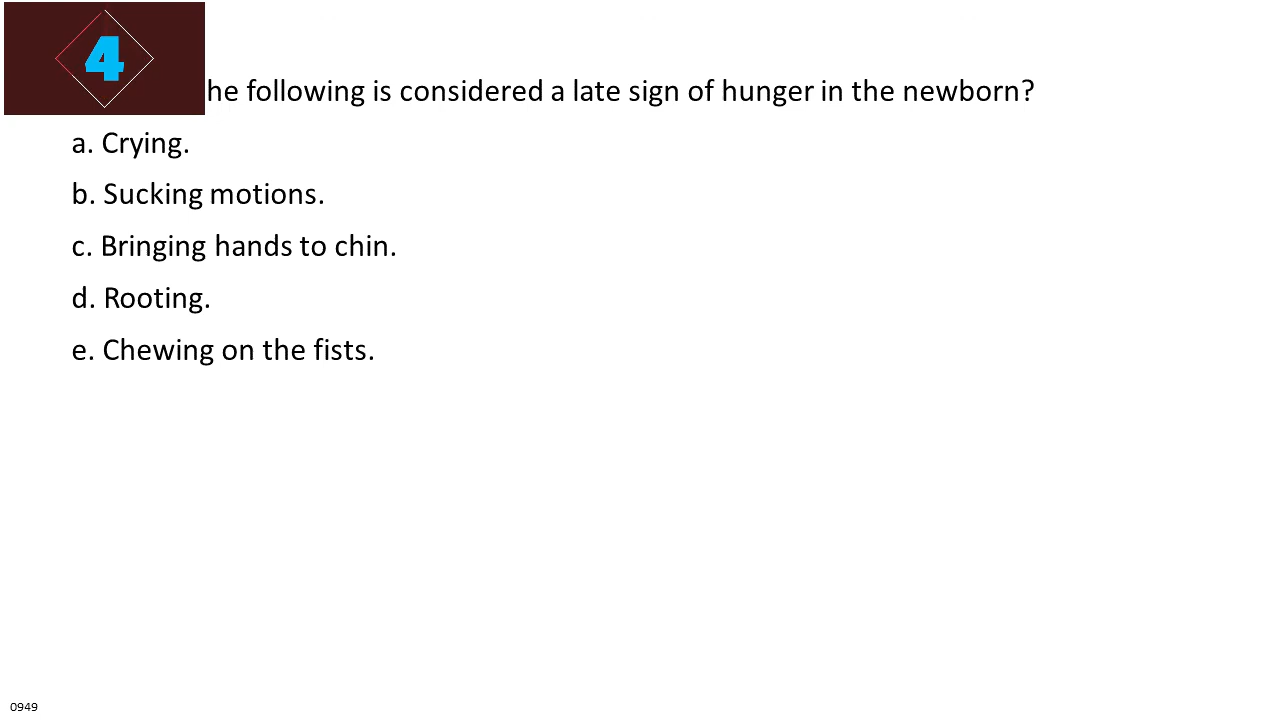 4
he following is considered a late sign of hunger in the newborn?
a. Crying.
b. Sucking motions.
c. Bringing hands to chin.
d. Rooting.
e. Chewing on the fists.
0949